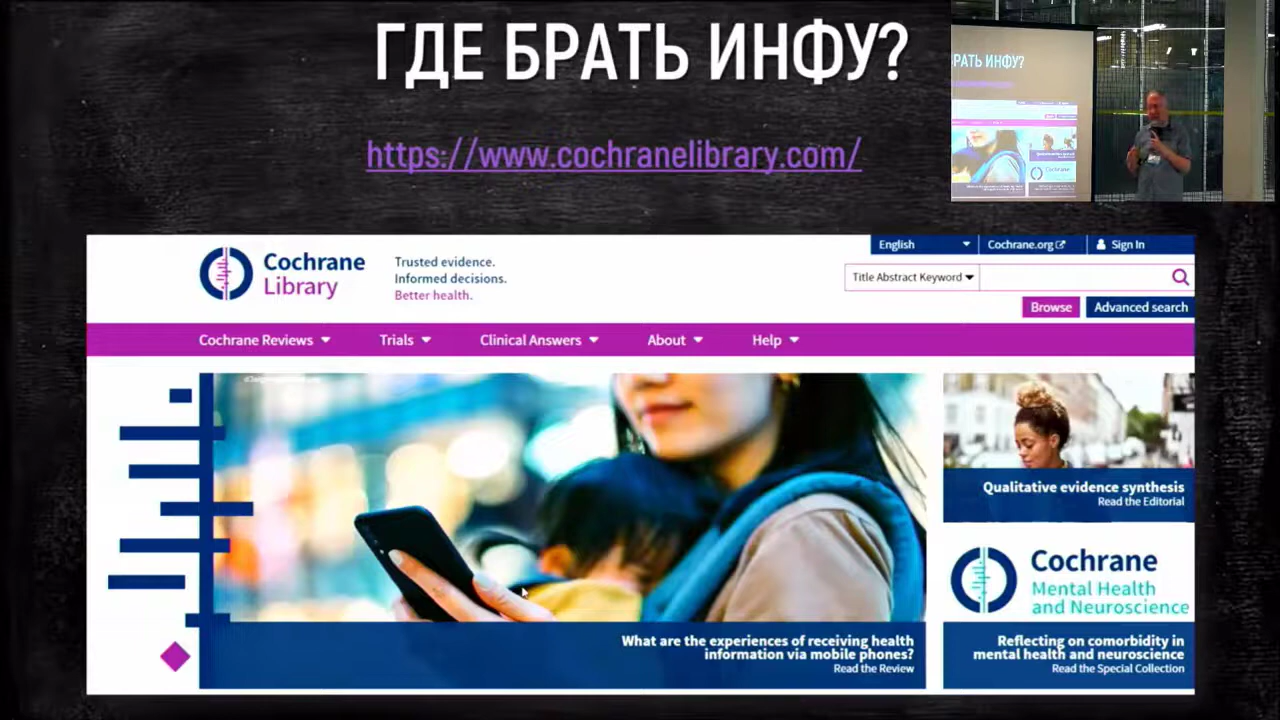 ГДЕ БРАТЬ ИНФУ?
https://www.cochranelibrary.com/
РАТЬ ИНФУ?
English
Cochrane.org
Sign In
Cochrane
Library
Trusted evidence.
Informed decisions.
Better health.
Title Abstract Keyword
Browse
Advanced search
Cochrane Reviews
Trials
Clinical Answers
About
Help
What are the experiences of receiving health
information via mobile phones?
Read the Review
Qualitative evidence synthesis
Read the Editorial
Cochrane
Mental Health
and Neuroscience
Reflecting on comorbidity in
mental health and neuroscience
Read the Special Collection